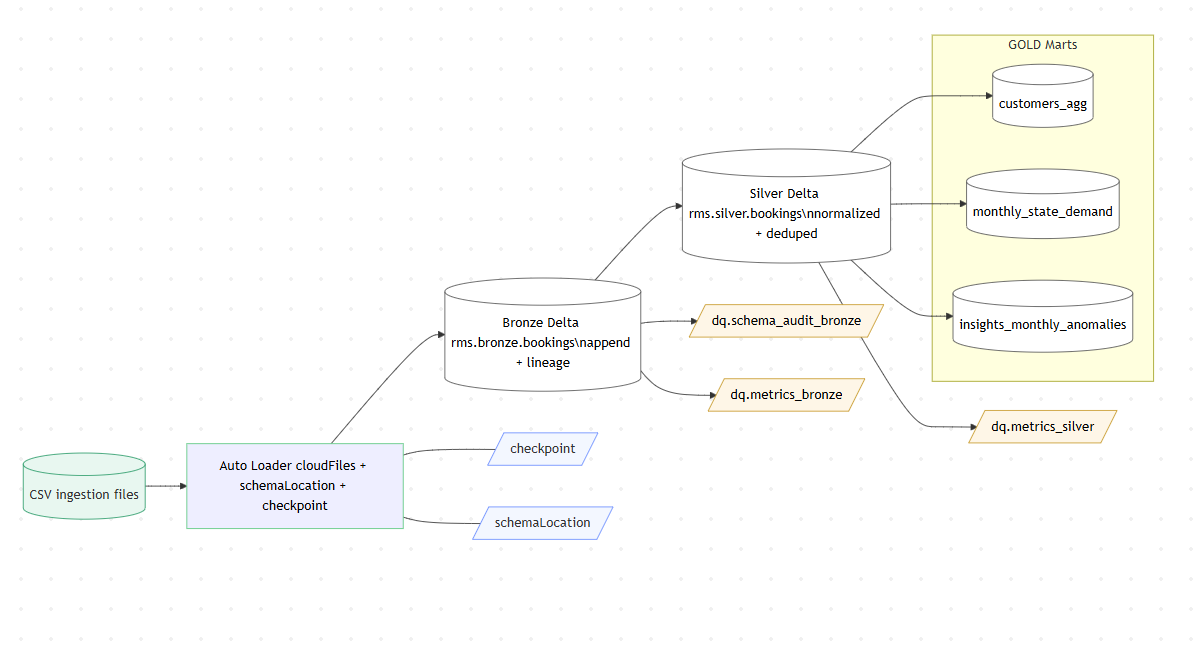 GOLD Marts
customers_agg
Silver Delta
rms.silver.bookings\nnormalized
+ deduped
monthly_state_demand
Bronze Delta
rms.bronze.bookings\nappend
+ lineage
dq.schema_audit_bronze
insights_monthly_anomalies
dq.metrics_bronze
dq.metrics_silver
CSV ingestion files
Auto Loader cloudFiles +
schemaLocation +
checkpoint
checkpoint
schemaLocation